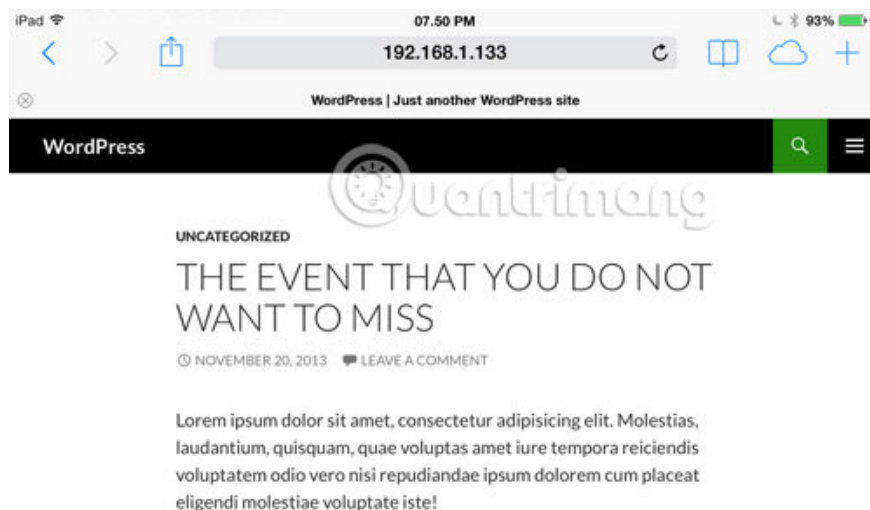 iPad 07.50 PM 93%
192.168.1.133
WordPress | Just another WordPress site
WordPress
Quantrimang
UNCATEGORIZED
THE EVENT THAT YOU DO NOT
WANT TO MISS
NOVEMBER 20, 2013 LEAVE A COMMENT
Lorem ipsum dolor sit amet, consectetur adipisicing elit. Molestias,
laudantium, quisquam, quae voluptas amet iure tempora reiciendis
voluptatem odio vero nisi repudiandae ipsum dolorem cum placeat
eligendi molestiae voluptate iste!